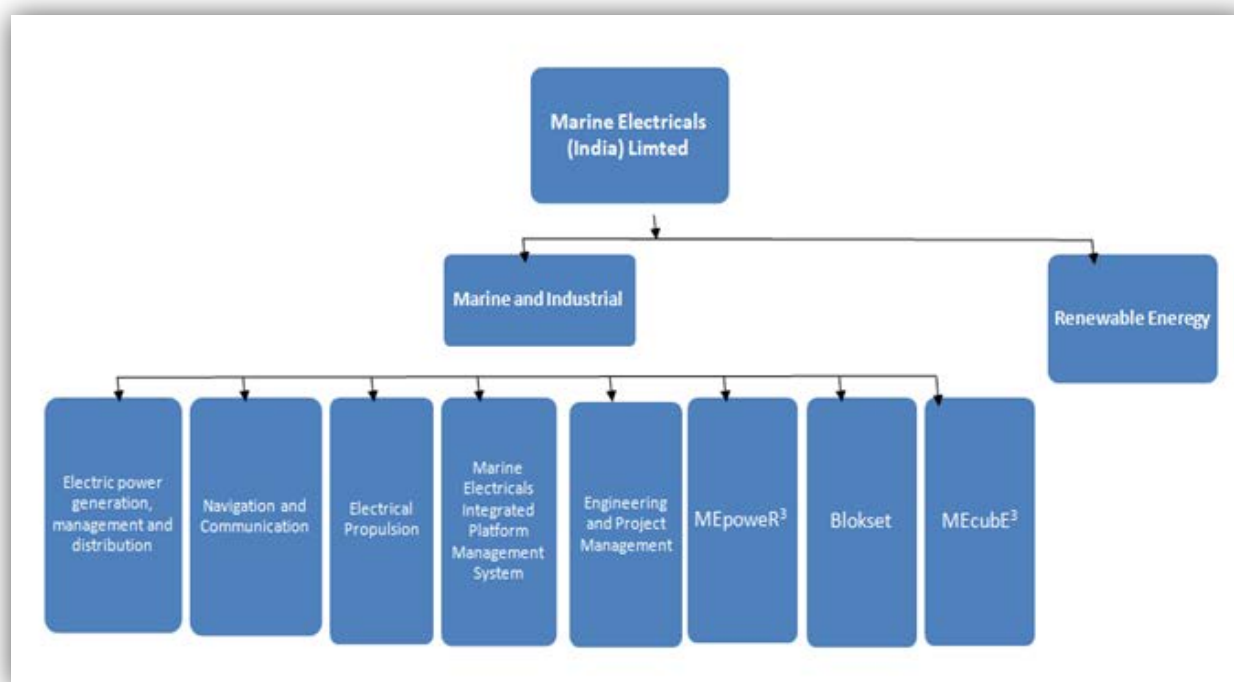 Marine Electricals
(India) Limted
Marine and Industrial
Renewable Eneregy
Electric power
generation,
management and
distribution
Navigation and
Communication
Electrical
Propulsion
Marine
Electricals
Integrated
Platform
Management
System
Engineering
and Project
Management
MEpoweR³
Blokset
MEcubE³